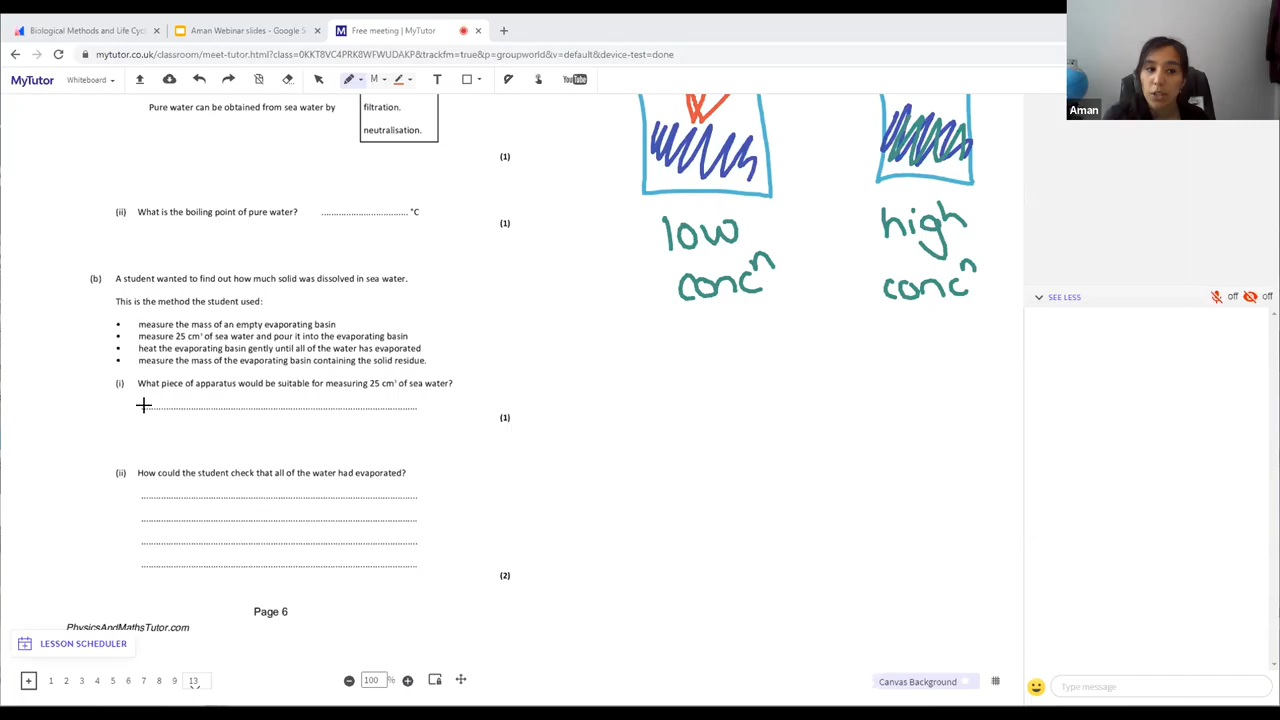 Biological Methods and Life Cyc
Aman Webinar slides - Google S
Free meeting | MyTutor
mytutor.co.uk/classroom/meet-tutor.html?class=0KKT8VC4PRK8WFWUDAKP&trackfm=true&p=groupworld&v=default&device-test=done
MyTutor
Whiteboard
M
T
YouTube
Aman
Pure water can be obtained from sea water by
filtration.
neutralisation.
(1)
(ii) What is the boiling point of pure water? .................................. °C
(1)
(b) A student wanted to find out how much solid was dissolved in sea water.
This is the method the student used:
• measure the mass of an empty evaporating basin
• measure 25 cm³ of sea water and pour it into the evaporating basin
• heat the evaporating basin gently until all of the water has evaporated
• measure the mass of the evaporating basin containing the solid residue.
(i) What piece of apparatus would be suitable for measuring 25 cm³ of sea water?
(1)
(ii) How could the student check that all of the water had evaporated?
(2)
Page 6
PhysicsAndMathsTutor.com
low
concⁿ
high
concⁿ
SEE LESS
off
off
LESSON SCHEDULER
1 2 3 4 5 6 7 8 9 13
100 %
Canvas Background
Type message